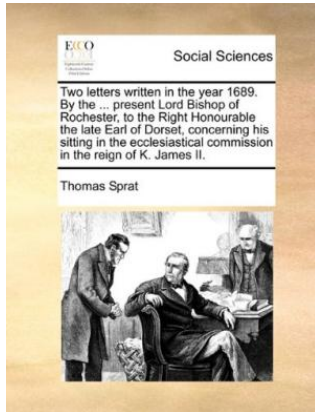 ECCO
Social Sciences
Two letters written in the year 1689.
By the ... present Lord Bishop of
Rochester, to the Right Honourable
the late Earl of Dorset, concerning his
sitting in the ecclesiastical commission
in the reign of K. James II.
Thomas Sprat